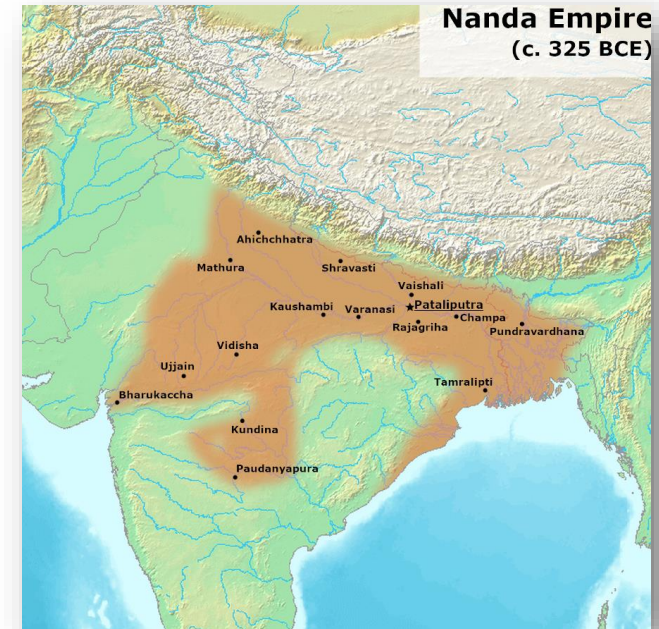 Nanda Empire
(c. 325 BCE)
Ahichchhatra
Mathura
Shravasti
Vaishali
Pataliputra
Kaushambi
Varanasi
Champa
Rajagriha
Pundravardhana
Vidisha
Ujjain
Tamralipti
Bharukaccha
Kundina
Paudanyapura